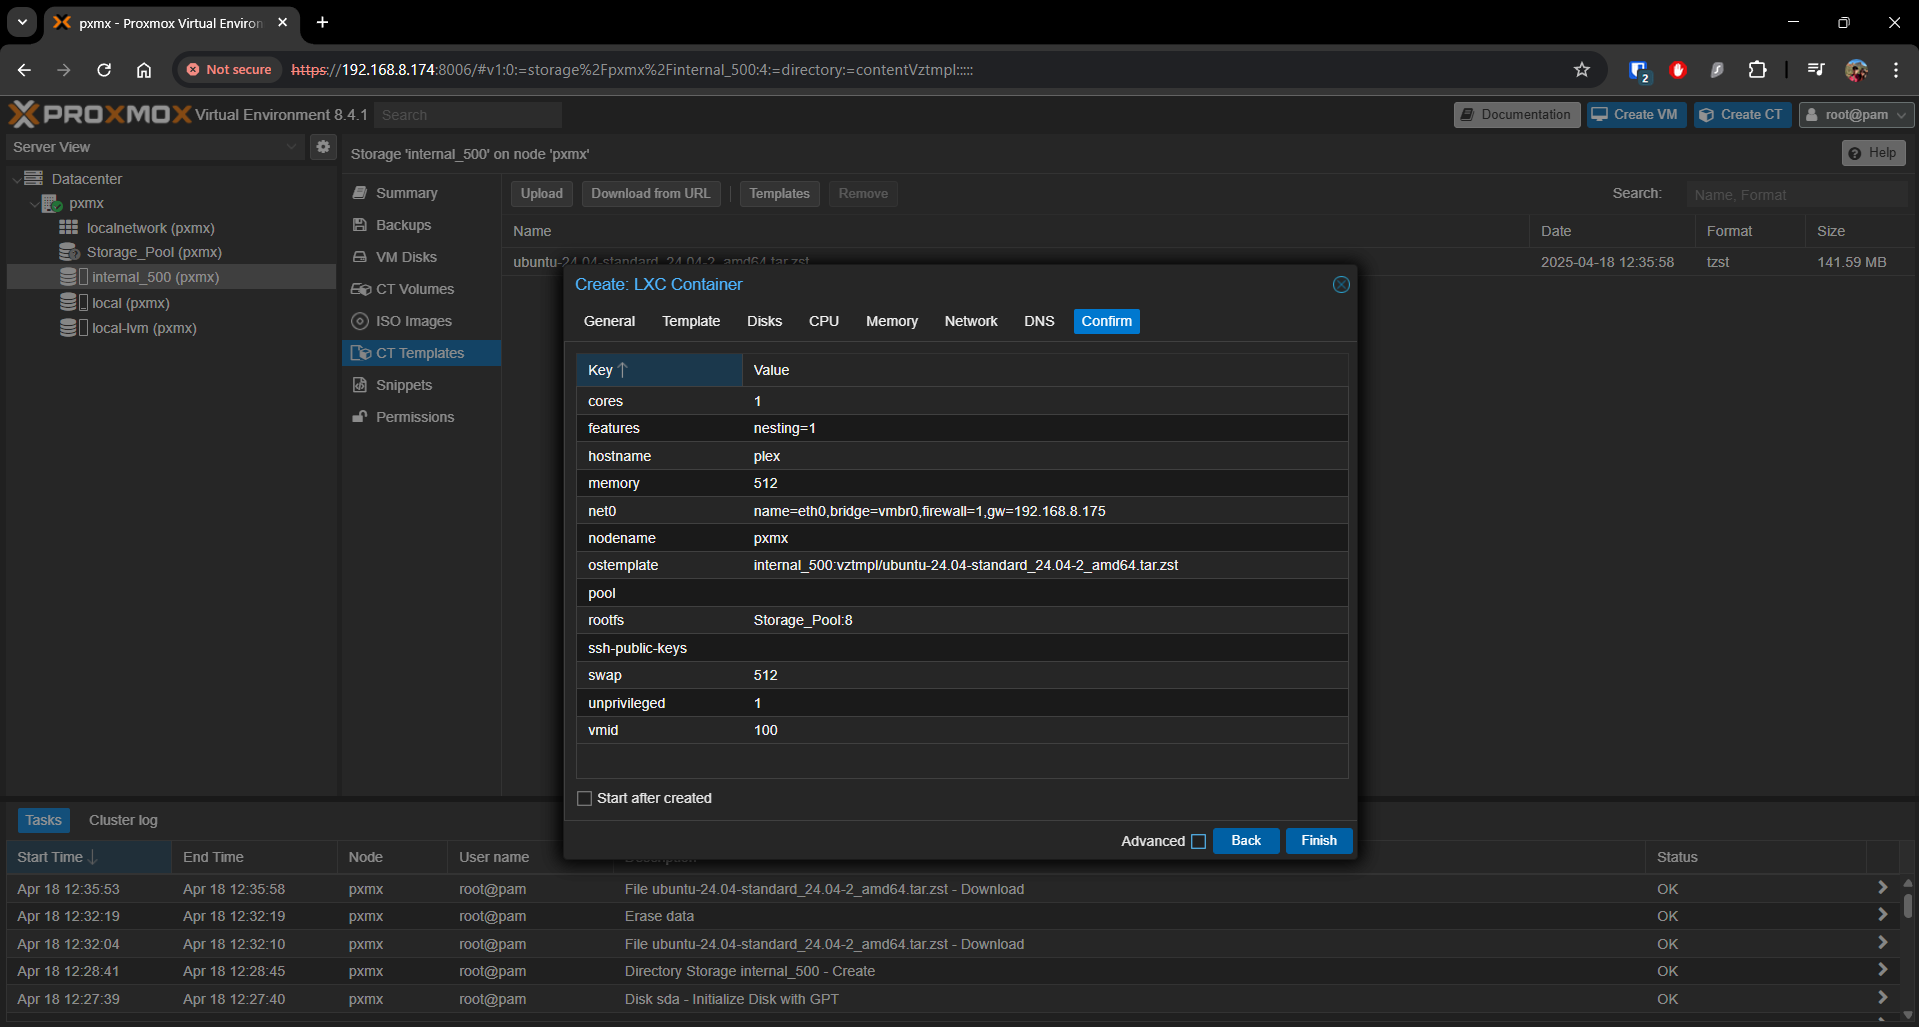 pxmx - Proxmox Virtual Environ
Not secure https://192.168.8.174:8006/#v1:0:=storage%2Fpxmx%2Finternal_500:4:=directory:=contentVztmpl:::::
2
PROXMOX Virtual Environment 8.4.1 Search Documentation Create VM Create CT root@pam
Server View
Storage 'internal_500' on node 'pxmx' Help
Datacenter
pxmx
localnetwork (pxmx)
Storage_Pool (pxmx)
internal_500 (pxmx)
local (pxmx)
local-lvm (pxmx)
Summary
Backups
VM Disks
CT Volumes
ISO Images
CT Templates
Snippets
Permissions
Upload Download from URL Templates Remove Search: Name, Format
Name Date Format Size
ubuntu-24.04-standard_24.04-2_amd64.tar.zst 2025-04-18 12:35:58 tzst 141.59 MB
Create: LXC Container
General Template Disks CPU Memory Network DNS Confirm
Key Value
cores 1
features nesting=1
hostname plex
memory 512
net0 name=eth0,bridge=vmbr0,firewall=1,gw=192.168.8.175
nodename pxmx
ostemplate internal_500:vztmpl/ubuntu-24.04-standard_24.04-2_amd64.tar.zst
pool
rootfs Storage_Pool:8
ssh-public-keys
swap 512
unprivileged 1
vmid 100
Start after created
Advanced Back Finish
Tasks Cluster log
Start Time End Time Node User name Description Status
Apr 18 12:35:53 Apr 18 12:35:58 pxmx root@pam File ubuntu-24.04-standard_24.04-2_amd64.tar.zst - Download OK
Apr 18 12:32:19 Apr 18 12:32:19 pxmx root@pam Erase data OK
Apr 18 12:32:04 Apr 18 12:32:10 pxmx root@pam File ubuntu-24.04-standard_24.04-2_amd64.tar.zst - Download OK
Apr 18 12:28:41 Apr 18 12:28:45 pxmx root@pam Directory Storage internal_500 - Create OK
Apr 18 12:27:39 Apr 18 12:27:40 pxmx root@pam Disk sda - Initialize Disk with GPT OK